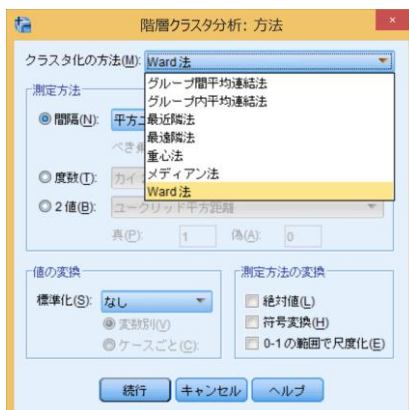 階層クラスタ分析: 方法
クラスタ化の方法(M): Ward 法
グループ間平均連結法
グループ内平均連結法
最近隣法
最遠隣法
重心法
メディアン法
Ward 法
測定方法
間隔(N): 平方ユ
べき
度数(T): カイ
2 値(B): ユークリッド平方距離
真(P): 1 偽(A): 0
値の変換
標準化(S): なし
変数別(V)
ケースごと(C):
測定方法の変換
絶対値(L)
符号変換(H)
0-1 の範囲で尺度化(E)
続行 キャンセル ヘルプ